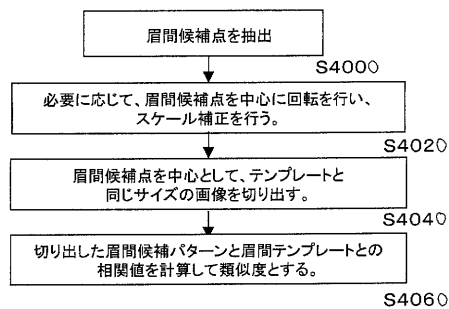 眉間候補点を抽出
S4000
必要に応じて、眉間候補点を中心に回転を行い、
スケール補正を行う。
S4020
眉間候補点を中心として、テンプレートと
同じサイズの画像を切り出す。
S4040
切り出した眉間候補パターンと眉間テンプレートとの
相関値を計算して類似度とする。
S4060